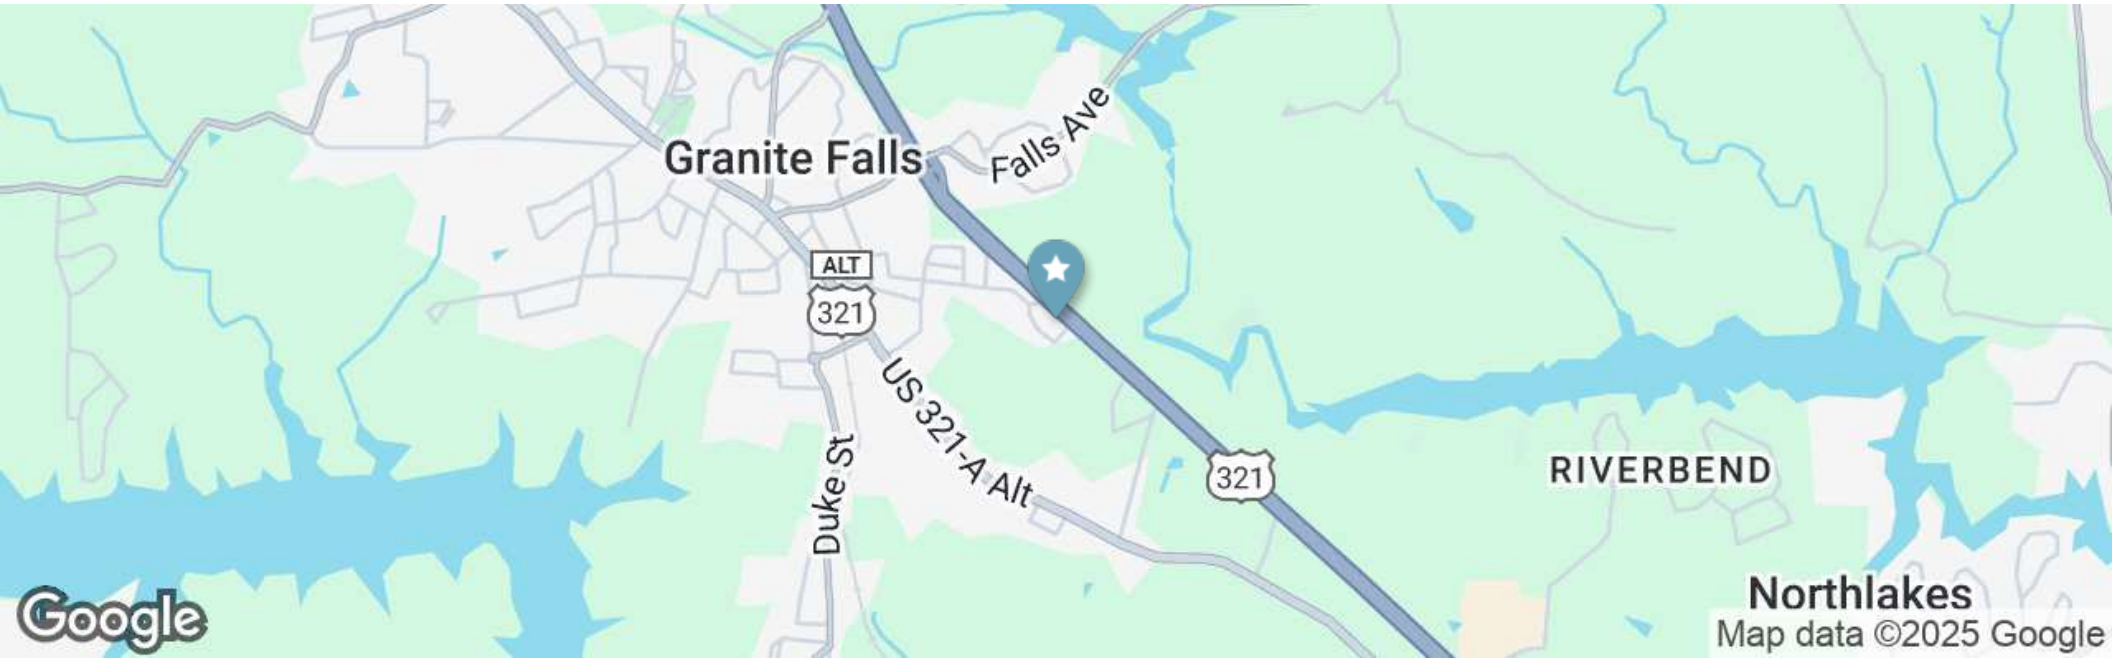 Granite Falls
Falls Ave
ALT
321
US 321-A Alt
Duke St
321
RIVERBEND
Northlakes
Google
Map data ©2025 Google